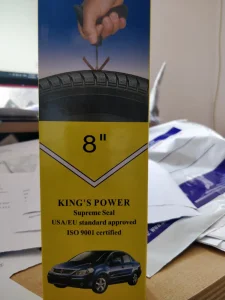 8"
KING'S POWER
Supreme Seal
USA/EU standard approved
ISO 9001 certified